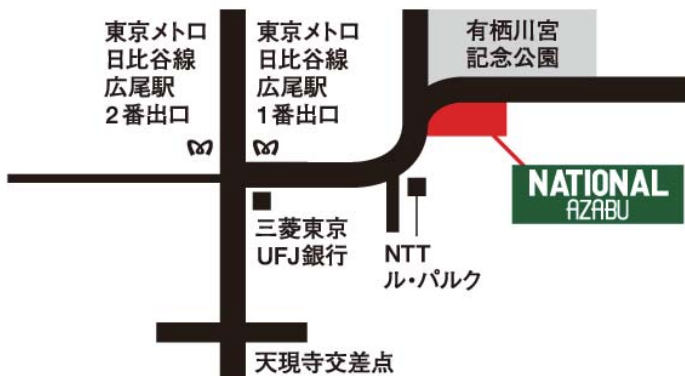 東京メトロ
日比谷線
広尾駅
2番出口
東京メトロ
日比谷線
広尾駅
1番出口
有栖川宮
記念公園
NATIONAL
AZABU
三菱東京
UFJ銀行
NTT
ル・パルク
天現寺交差点